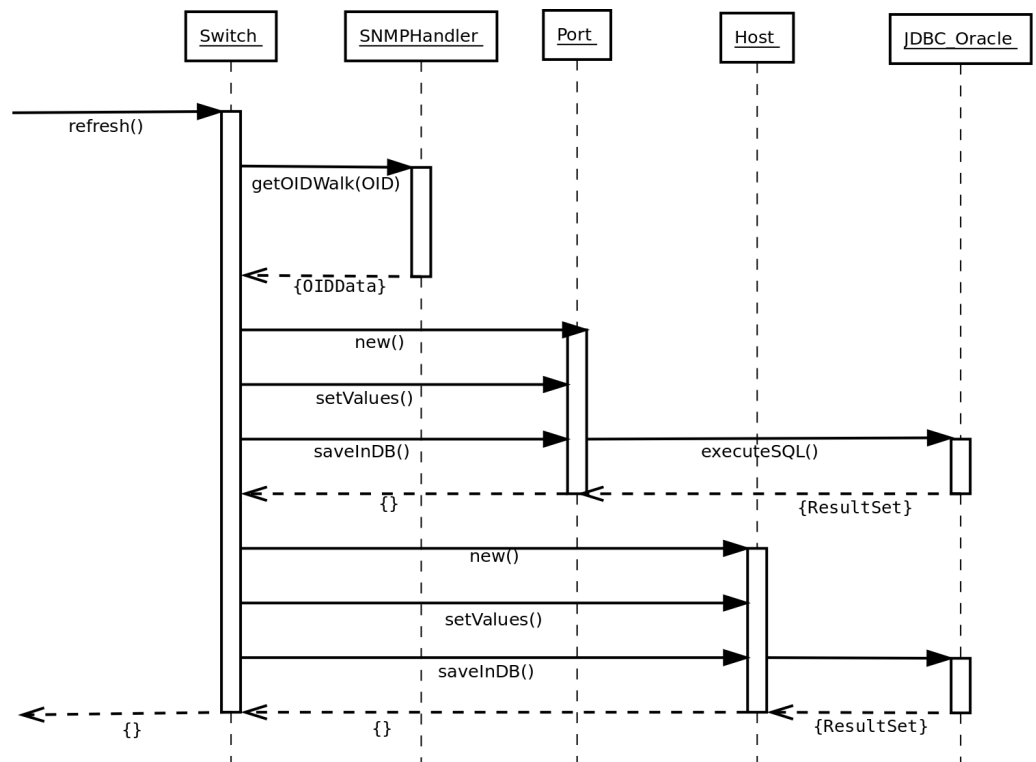 Switch
SNMPHandler
Port
Host
JDBC_Oracle
refresh()
getOIDWalk(OID)
{OIDData}
new()
setValues()
saveInDB()
executeSQL()
{}
{ResultSet}
new()
setValues()
saveInDB()
{}
{}
{ResultSet}